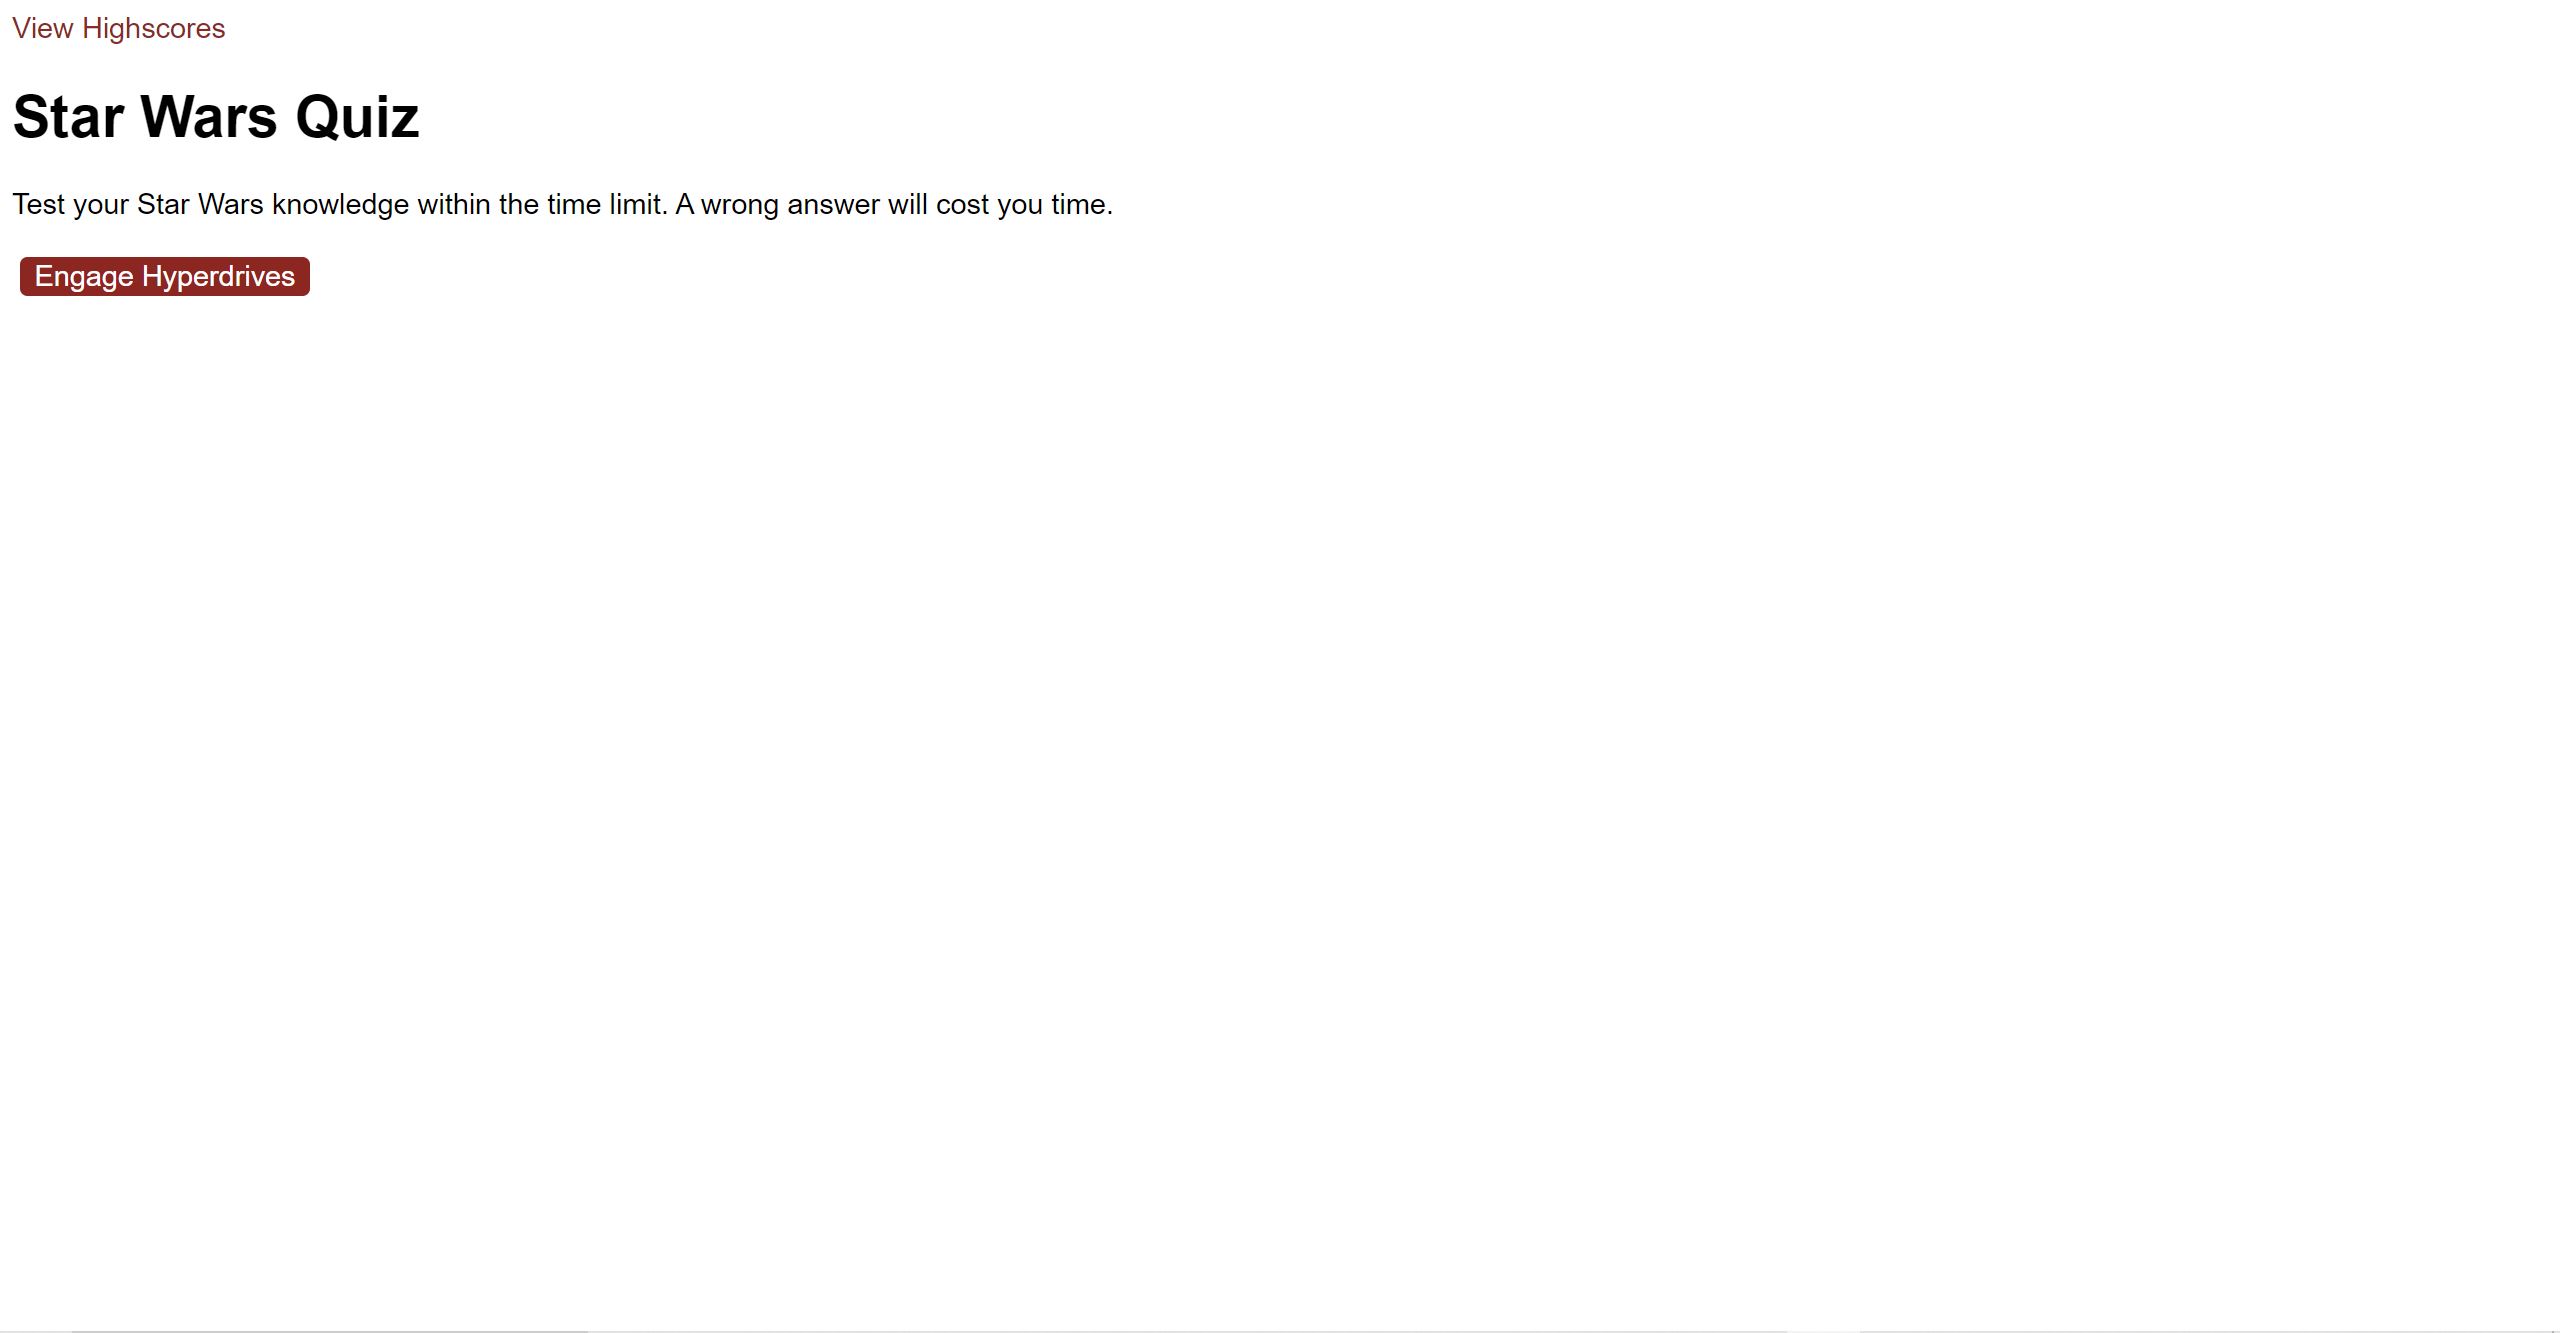 View Highscores
Star Wars Quiz
Test your Star Wars knowledge within the time limit. A wrong answer will cost you time.
Engage Hyperdrives